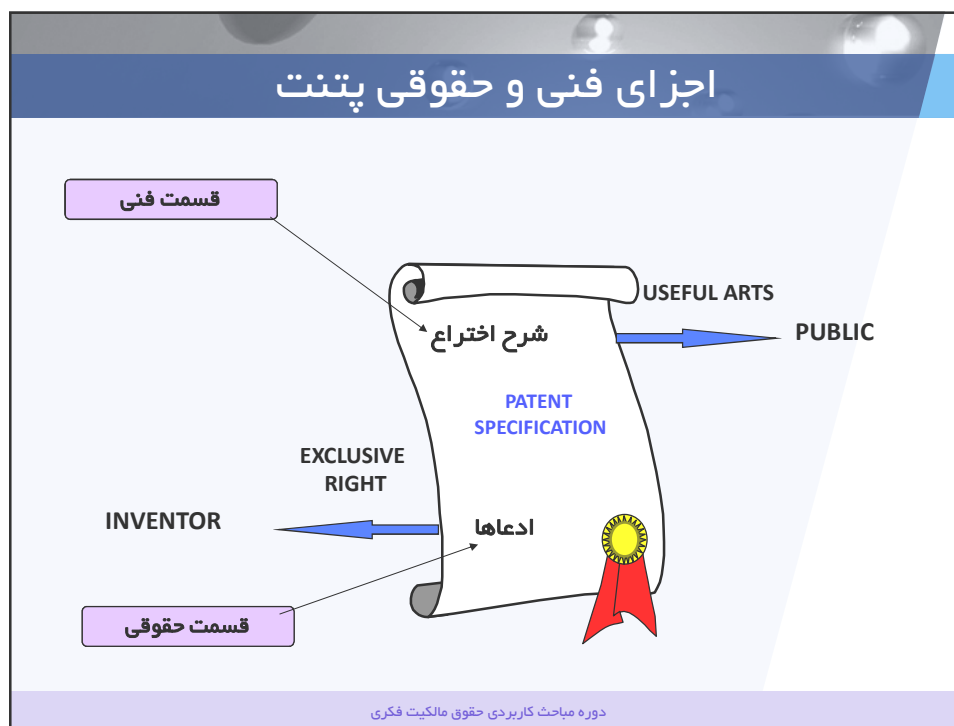 اجزای فنی و حقوقی پتنت
قسمت فنی
USEFUL ARTS
شرح اختراع
PUBLIC
PATENT
SPECIFICATION
EXCLUSIVE
RIGHT
INVENTOR
ادعاها
قسمت حقوقی
دوره مباحث کاربردی حقوق مالکیت فکری